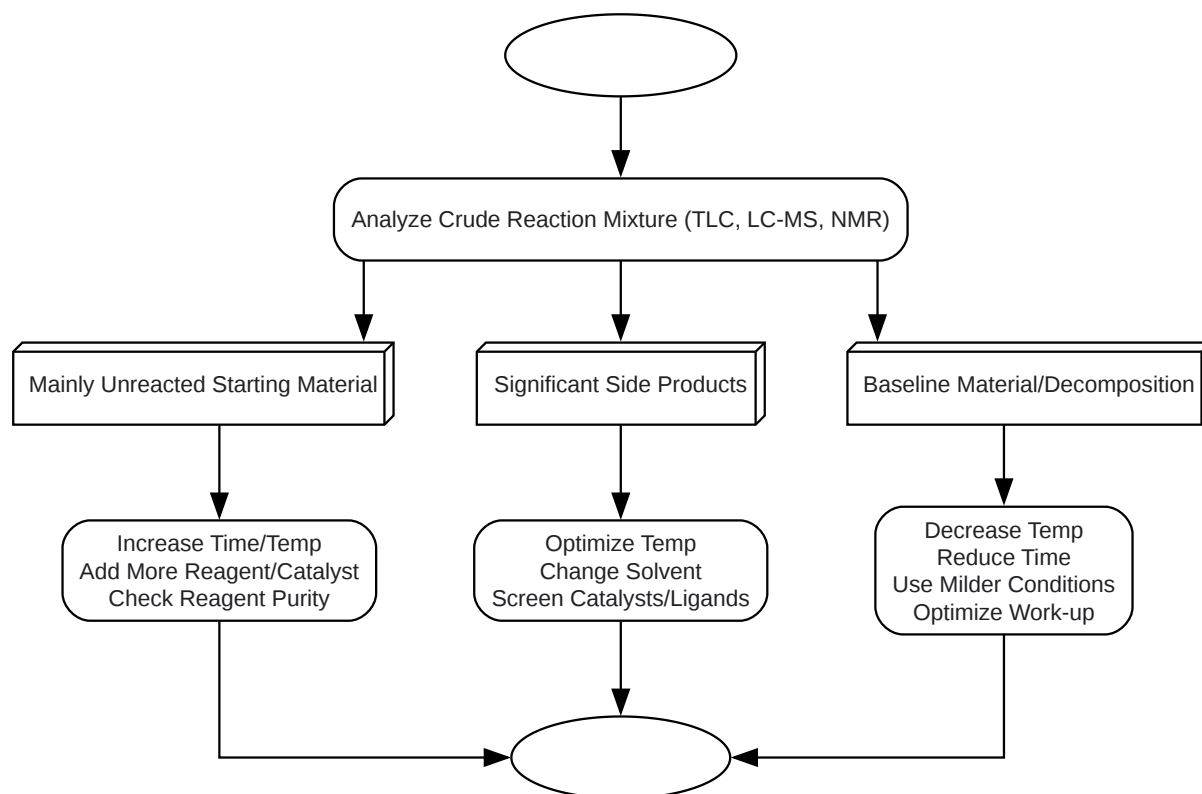 Analyze Crude Reaction Mixture (TLC, LC-MS, NMR)
Mainly Unreacted Starting Material
Significant Side Products
Baseline Material/Decomposition
Increase Time/Temp
Add More Reagent/Catalyst
Check Reagent Purity
Optimize Temp
Change Solvent
Screen Catalysts/Ligands
Decrease Temp
Reduce Time
Use Milder Conditions
Optimize Work-up